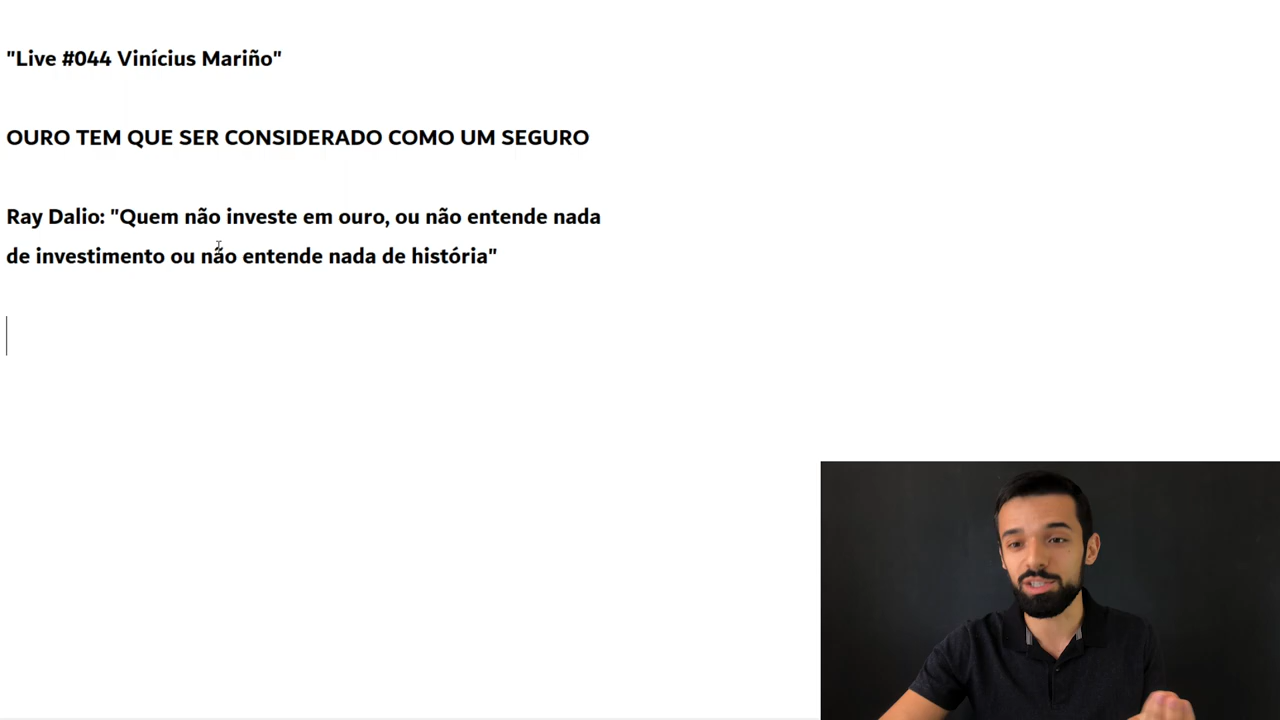 "Live #044 Vinícius Mariño"
OURO TEM QUE SER CONSIDERADO COMO UM SEGURO
Ray Dalio: "Quem não investe em ouro, ou não entende nada
de investimento ou não entende nada de história"